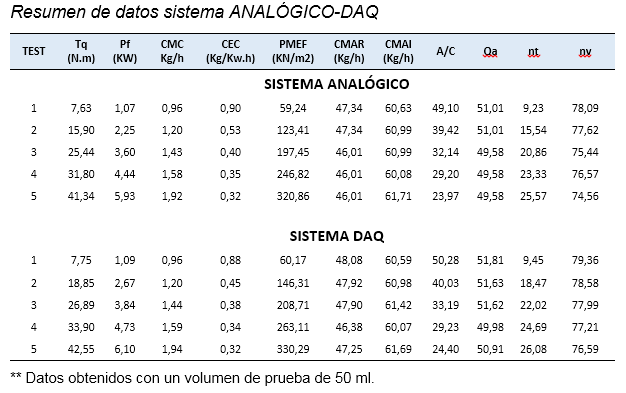 Resumen de datos sistema ANALÓGICO-DAQ
TEST Tq (N.m) Pf (KW) CMC Kg/h CEC (Kg/Kw.h) PMEF (KN/m2) CMAR (Kg/h) CMAI (Kg/h) A/C Qa nt nv
SISTEMA ANALÓGICO
1 7,63 1,07 0,96 0,90 59,24 47,34 60,63 49,10 51,01 9,23 78,09
2 15,90 2,25 1,20 0,53 123,41 47,34 60,99 39,42 51,01 15,54 77,62
3 25,44 3,60 1,43 0,40 197,45 46,01 60,99 32,14 49,58 20,86 75,44
4 31,80 4,44 1,58 0,35 246,82 46,01 60,08 29,20 49,58 23,33 76,57
5 41,34 5,93 1,92 0,32 320,86 46,01 61,71 23,97 49,58 25,57 74,56
SISTEMA DAQ
1 7,75 1,09 0,96 0,88 60,17 48,08 60,59 50,28 51,81 9,45 79,36
2 18,85 2,67 1,20 0,45 146,31 47,92 60,98 40,03 51,63 18,47 78,58
3 26,89 3,84 1,44 0,38 208,71 47,90 61,42 33,19 51,62 22,02 77,99
4 33,90 4,73 1,59 0,34 263,11 46,38 60,07 29,23 49,98 24,69 77,21
5 42,55 6,10 1,94 0,32 330,29 47,25 61,69 24,40 50,91 26,08 76,59
** Datos obtenidos con un volumen de prueba de 50 ml.